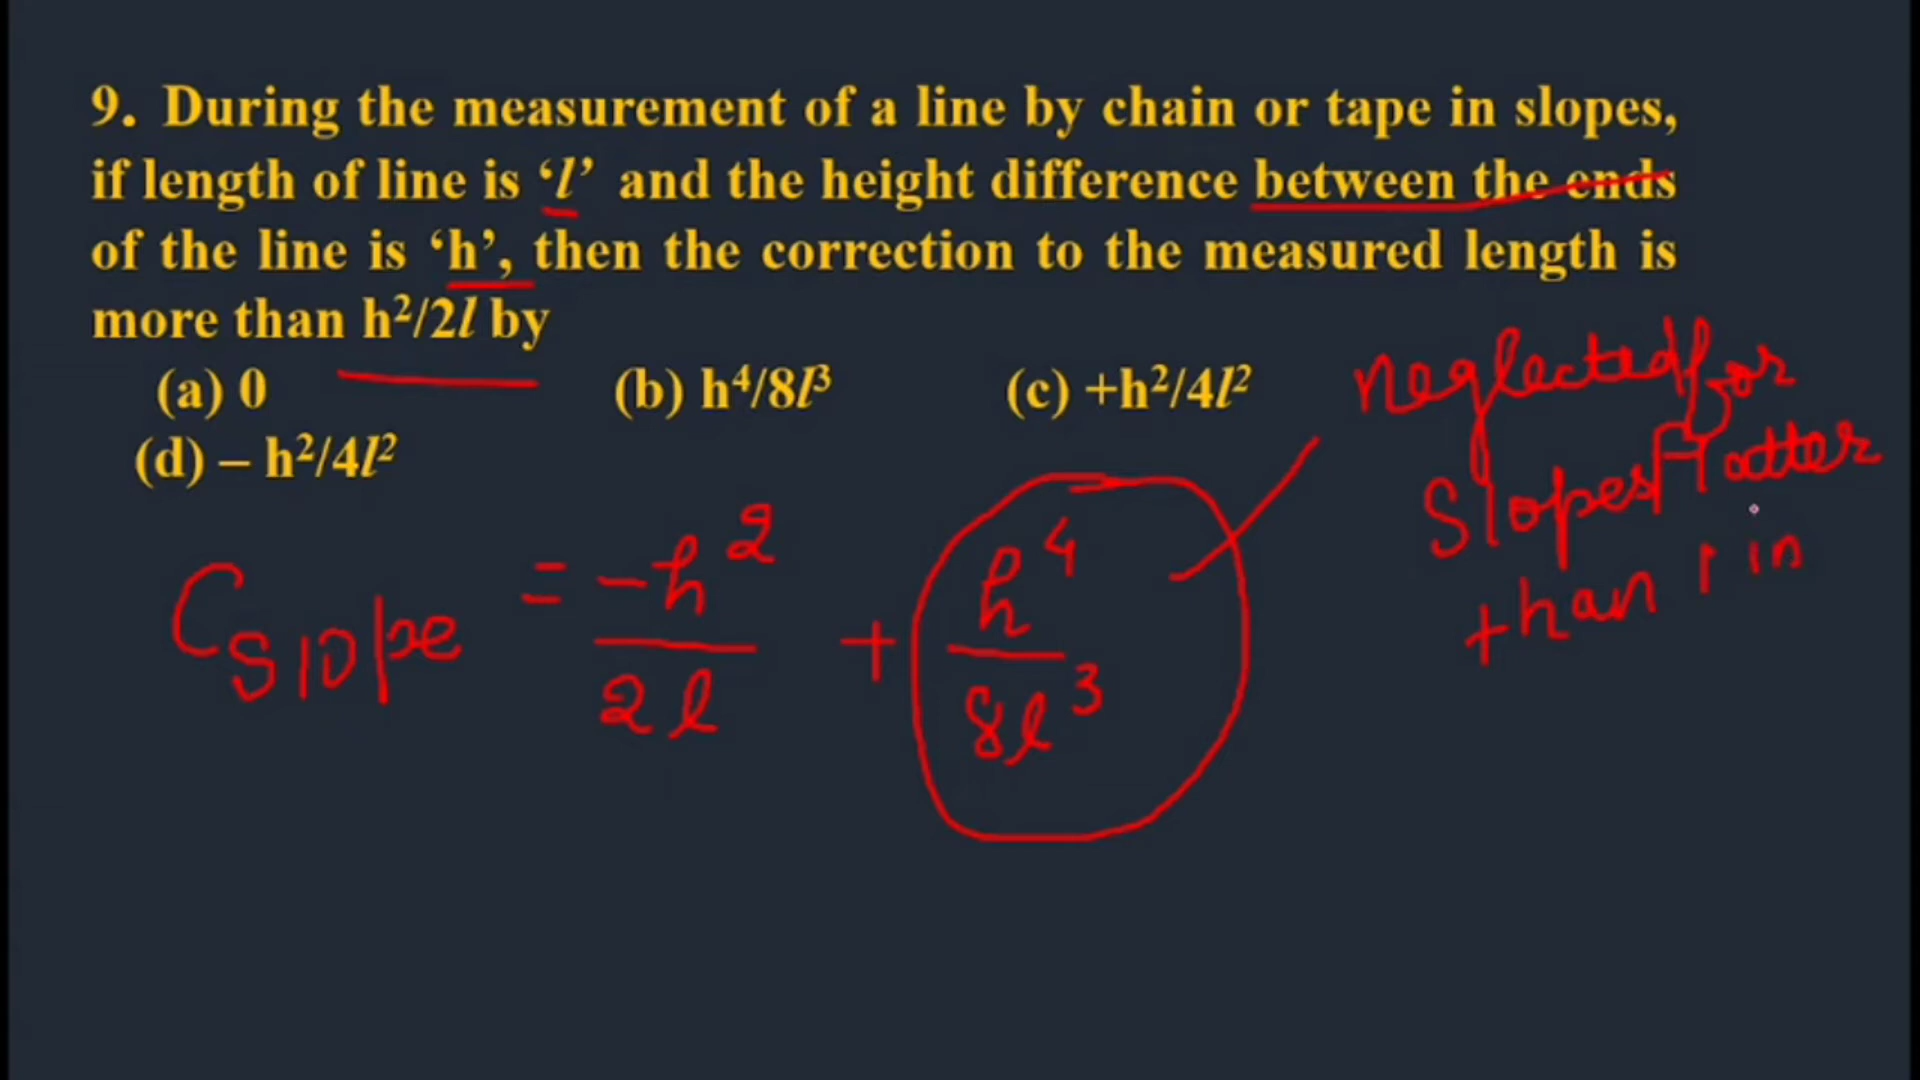 9. During the measurement of a line by chain or tape in slopes,
if length of line is ‘l’ and the height difference between the ends
of the line is ‘h’, then the correction to the measured length is
more than h²/2l by
(a) 0 (b) h⁴/8l³ (c) +h²/4l²
(d) – h²/4l²
neglected for
Slopes Flatter
than 1 in
C_slope = -h²/2l + h⁴/8l³